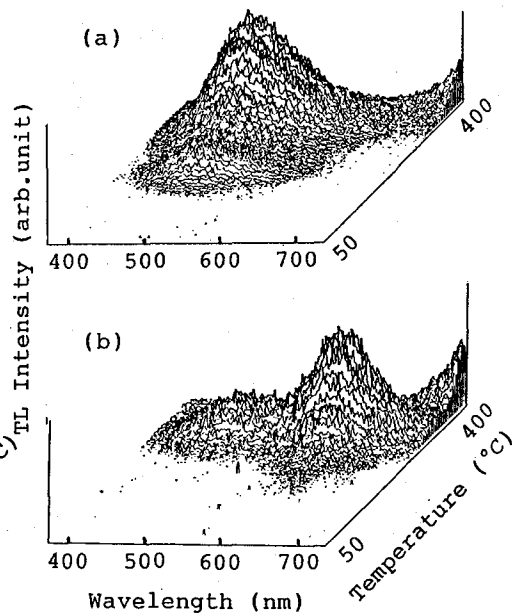 (a)
TL Intensity (arb.unit)
400 500 600 700
50
400
(b)
400 500 600 700
50
400
Temperature (°C)
Wavelength (nm)
C)